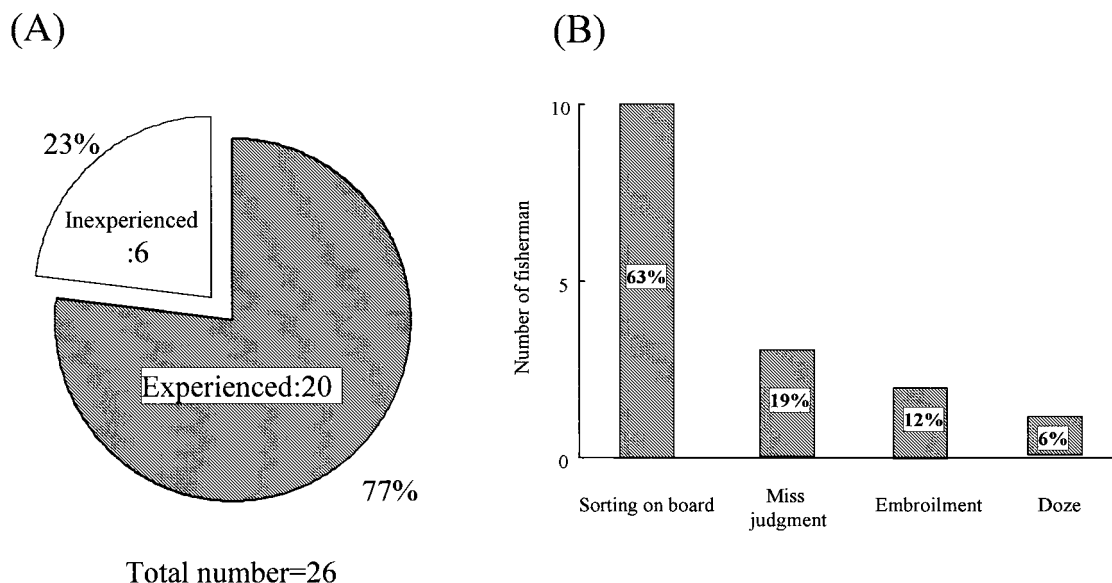 (A)
23%
Inexperienced
:6
Experienced:20
77%
Total number=26
(B)
Number of fisherman
10
5
0
63%
19%
12%
6%
Sorting on board
Miss
judgment
Embroilment
Doze